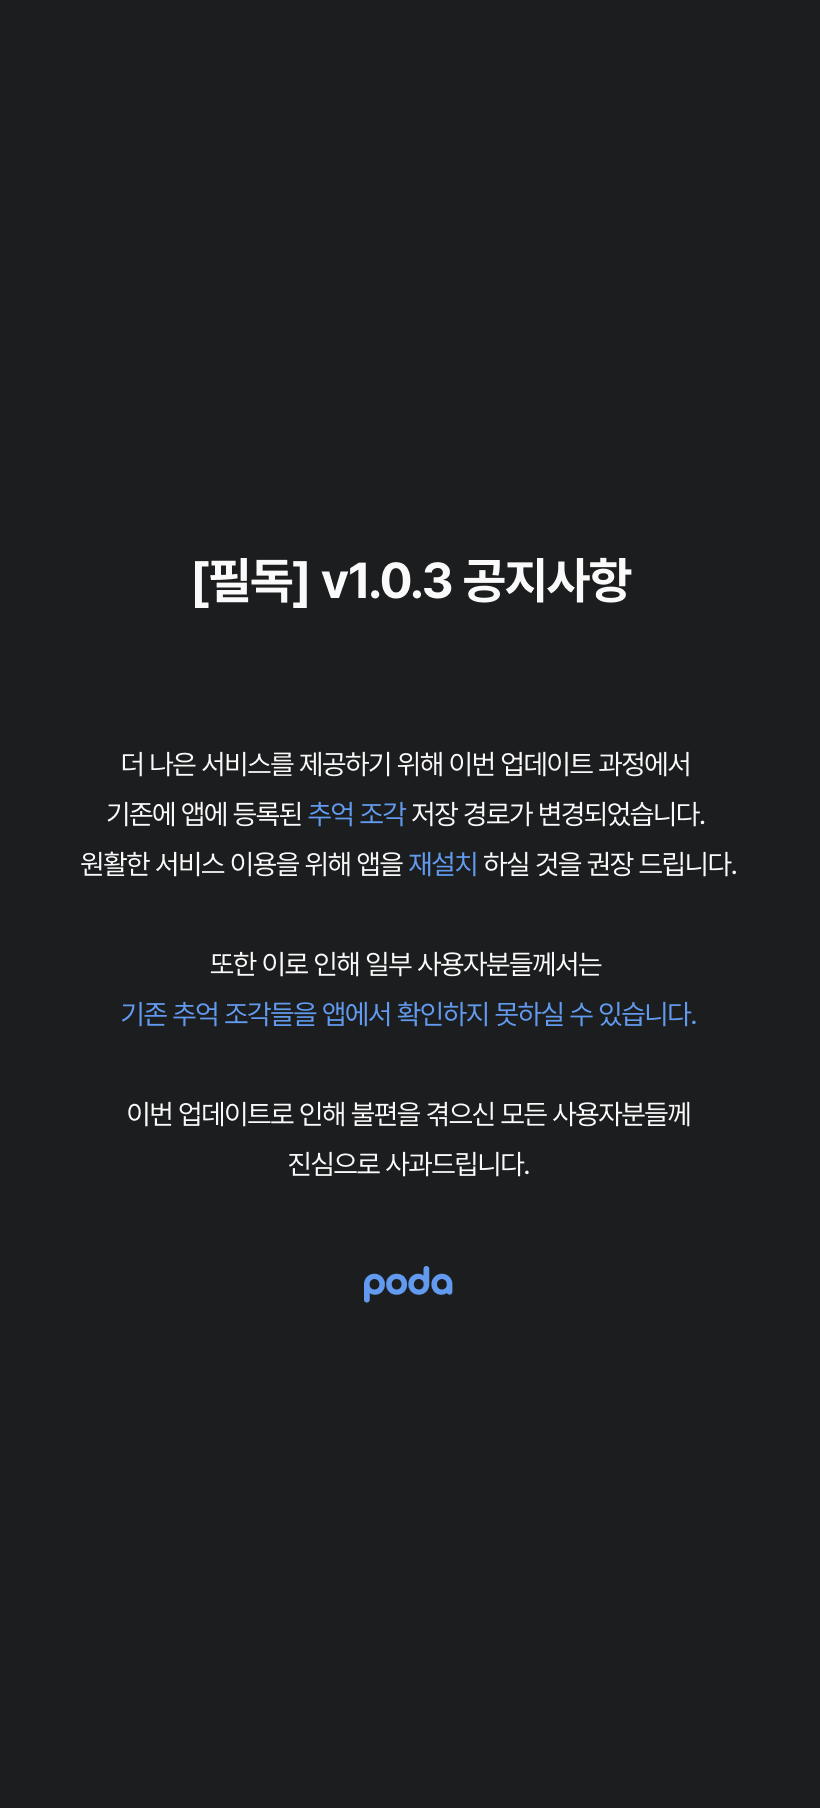 [필독] v1.0.3 공지사항
더 나은 서비스를 제공하기 위해 이번 업데이트 과정에서
기존에 앱에 등록된 추억 조각 저장 경로가 변경되었습니다.
원활한 서비스 이용을 위해 앱을 재설치 하실 것을 권장 드립니다.
또한 이로 인해 일부 사용자분들께서는
기존 추억 조각들을 앱에서 확인하지 못하실 수 있습니다.
이번 업데이트로 인해 불편을 겪으신 모든 사용자분들께
진심으로 사과드립니다.
poda